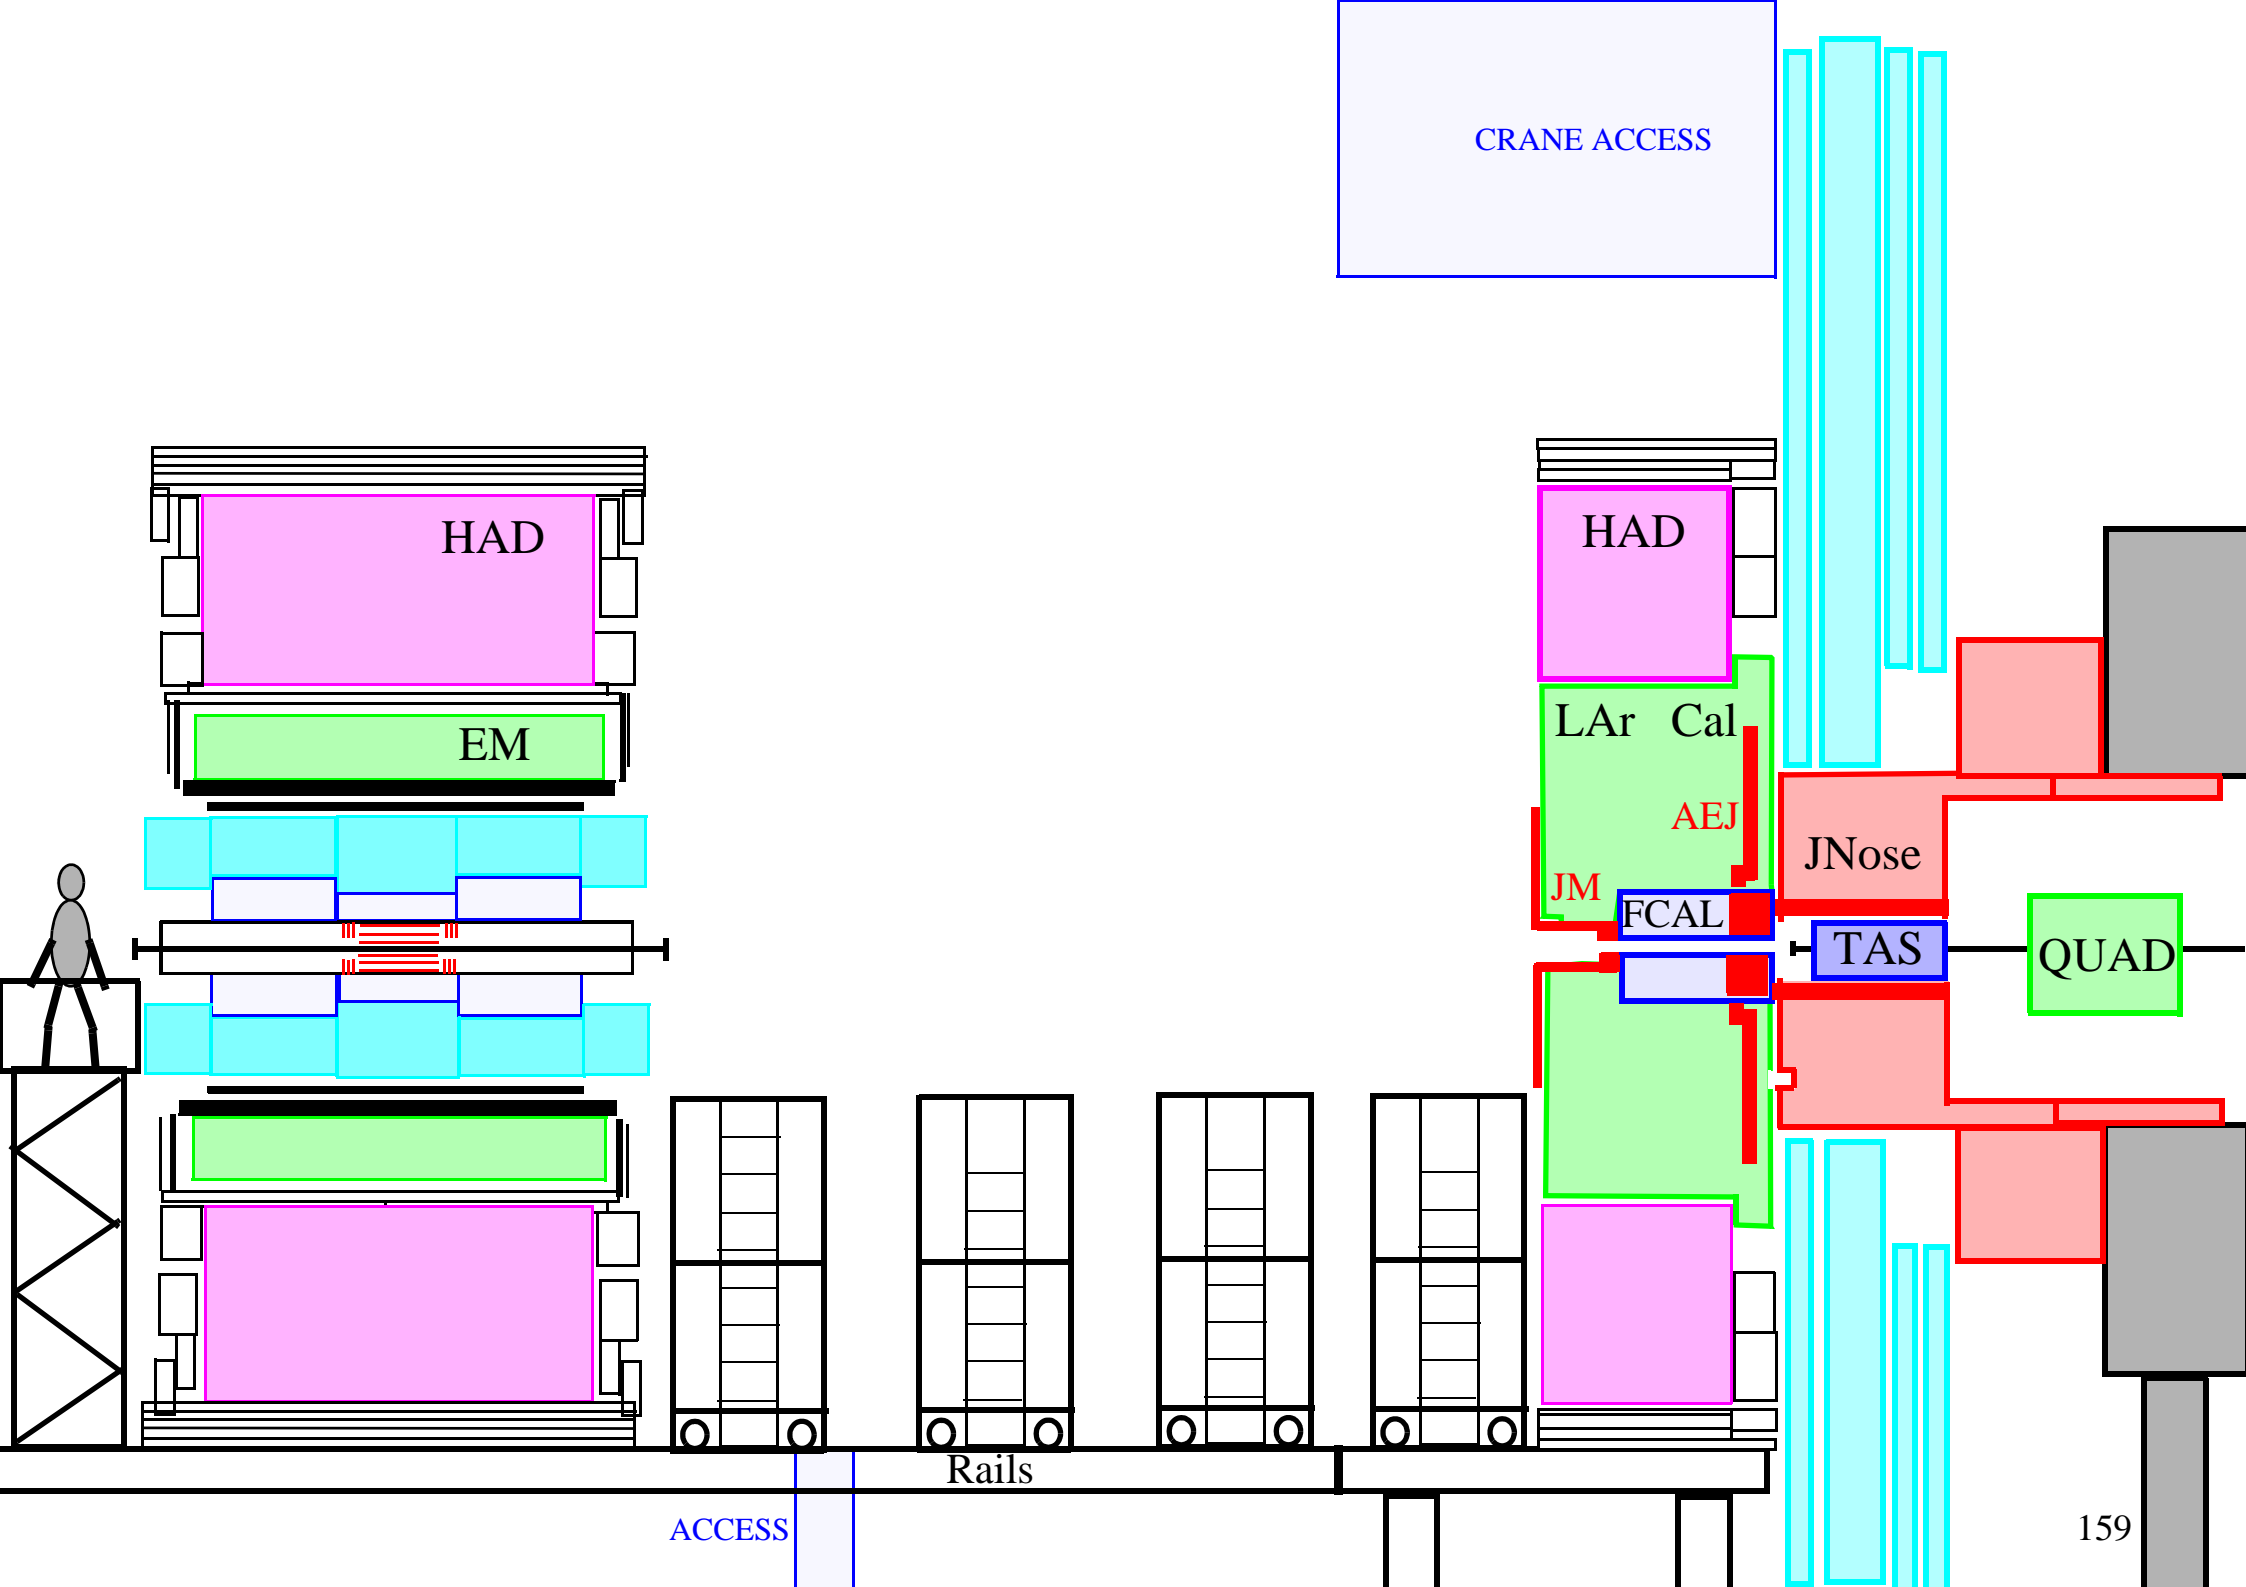 CRANE ACCESS
HAD
HAD
EM
LAr Cal
AEJ
JNose
JM
FCAL
TAS
QUAD
Rails
ACCESS
159